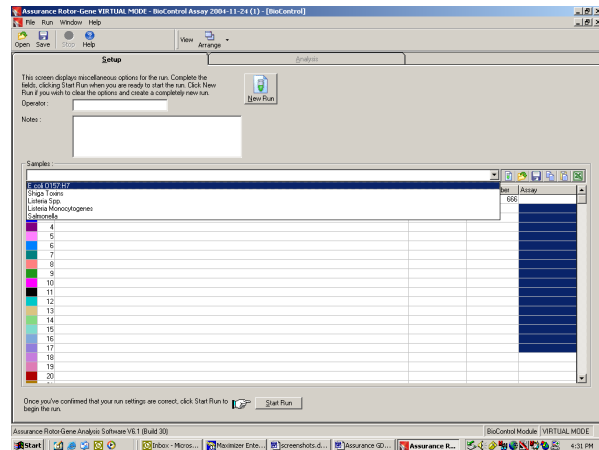 Assurance Rotor-Gene VIRTUAL MODE - BioControl Assay 2004-11-24 (1) - [BioControl]
File Run Window Help
Open Save Stop Help View Arrange
Setup Analysis
This screen displays miscellaneous options for the run. Complete the
fields, clicking Start Run when you are ready to start the run. Click New
Run if you wish to clear the options and create a completely new run.
New Run
Operator :
Notes :
Samples :
E coli O157:H7
Shiga Toxins
Listeria Spp.
Listeria Monocytogenes
Salmonella
ber Assay
666
4
5
6
7
8
9
10
11
12
13
14
15
16
17
18
19
20
Once you've confirmed that your run settings are correct, click Start Run to
begin the run.
Start Run
Assurance Rotor-Gene Analysis Software V6.1 (Build 30) BioControl Module VIRTUAL MODE
Start Inbox - Micros... Maximizer Ente... screenshots.d... Assurance GD... Assurance R... 4:31 PM